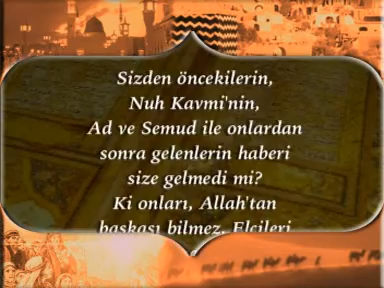 Sizden öncekilerin,
Nuh Kavmi'nin,
Ad ve Semud ile onlardan
sonra gelenlerin haberi
size gelmedi mi?
Ki onları, Allah'tan
başkası bilmez. Elçileri